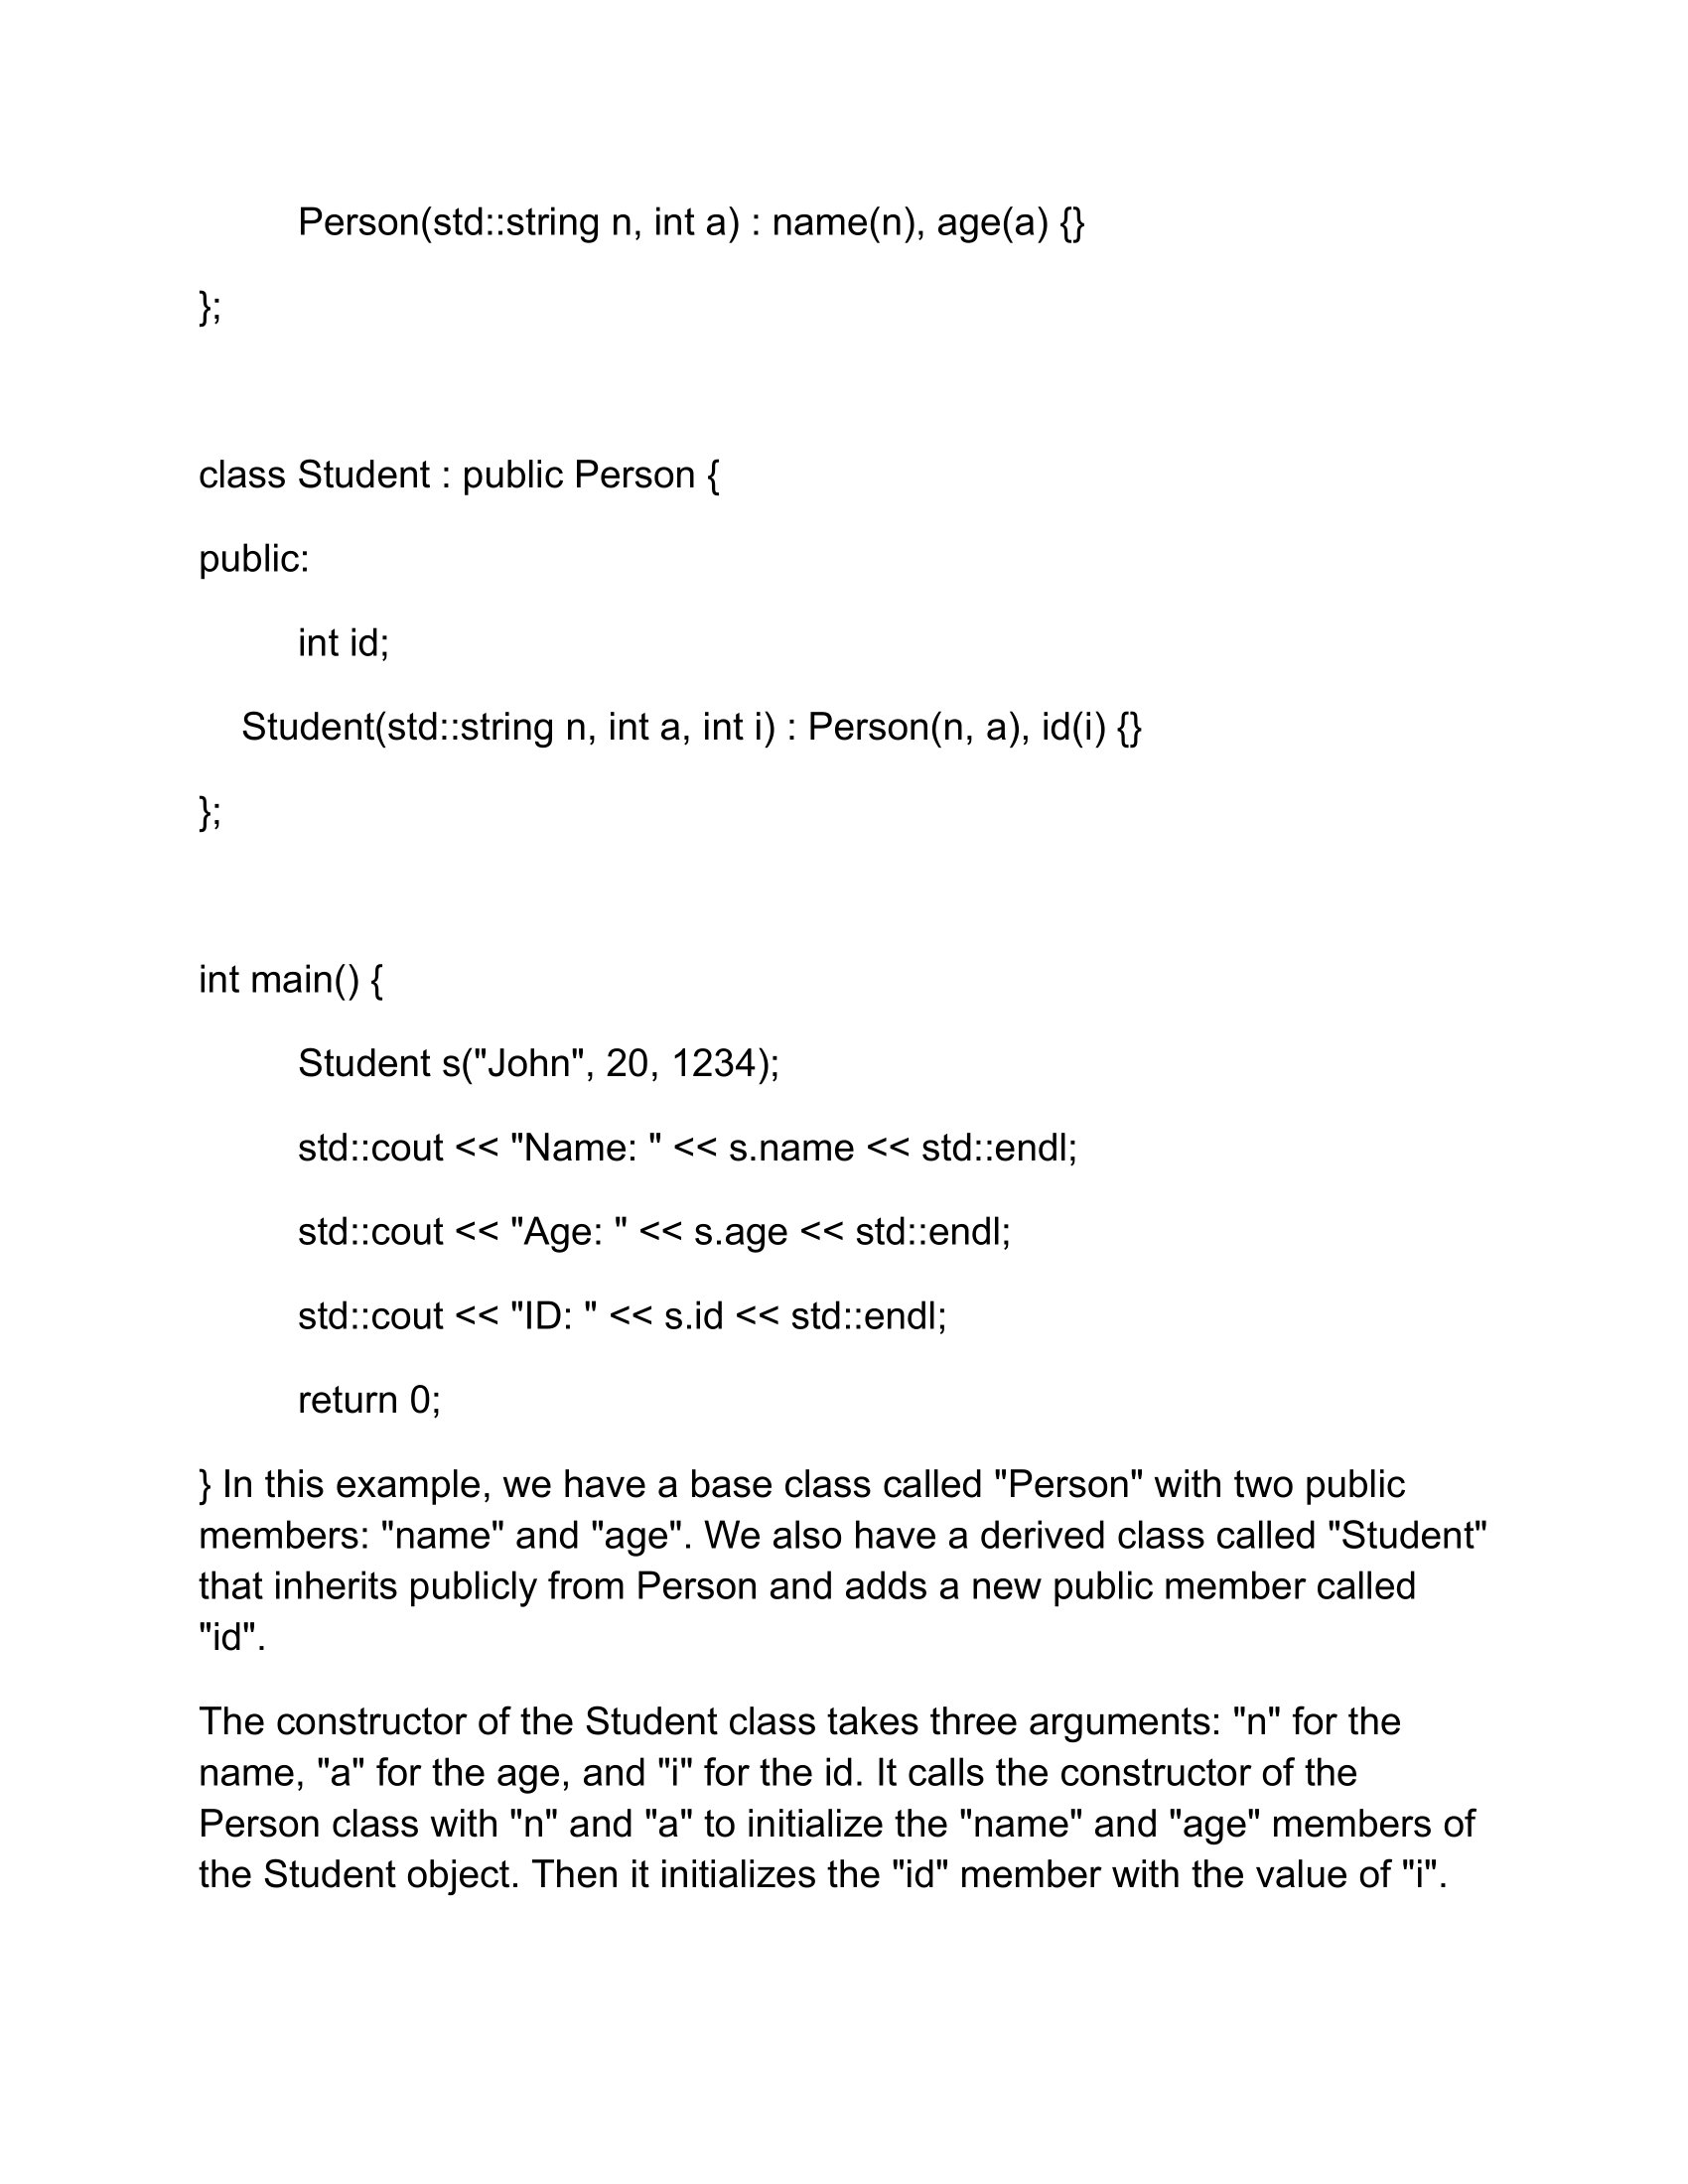 Person(std::string n, int a) : name(n), age(a) {}
};
class Student : public Person {
public:
int id;
Student(std::string n, int a, int i) : Person(n, a), id(i) {}
};
int main() {
Student s("John", 20, 1234);
std::cout << "Name: " << s.name << std::endl;
std::cout << "Age: " << s.age << std::endl;
std::cout << "ID: " << s.id << std::endl;
return 0;
} In this example, we have a base class called "Person" with two public
members: "name" and "age". We also have a derived class called "Student"
that inherits publicly from Person and adds a new public member called
"id".
The constructor of the Student class takes three arguments: "n" for the
name, "a" for the age, and "i" for the id. It calls the constructor of the
Person class with "n" and "a" to initialize the "name" and "age" members of
the Student object. Then it initializes the "id" member with the value of "i".